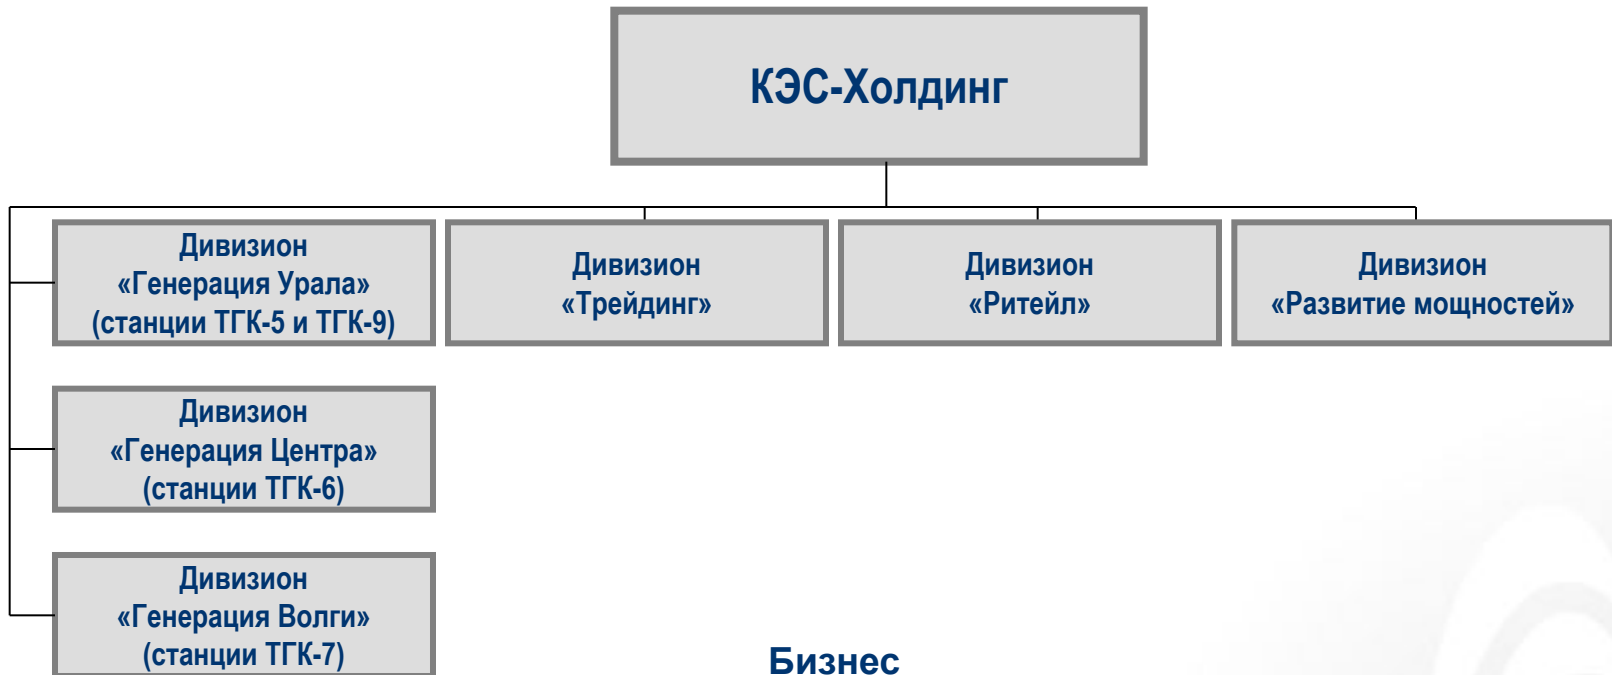 КЭС-Холдинг
Дивизион
«Генерация Урала»
(станции ТГК-5 и ТГК-9)
Дивизион
«Трейдинг»
Дивизион
«Ритейл»
Дивизион
«Развитие мощностей»
Дивизион
«Генерация Центра»
(станции ТГК-6)
Дивизион
«Генерация Волги»
(станции ТГК-7)
Бизнес